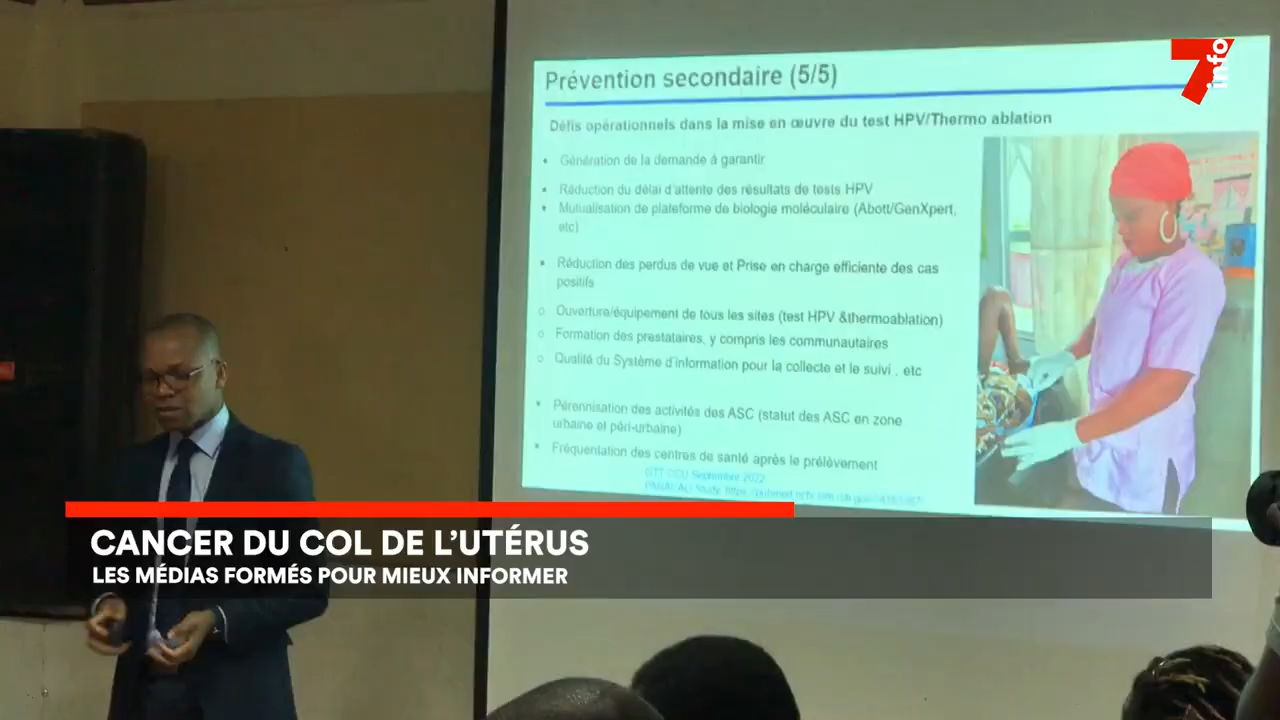 7 info
Prévention secondaire (5/5)
Défis opérationnels dans la mise en œuvre du test HPV/Thermo ablation
Génération de la demande à garantir
Réduction du délai d'attente des résultats de tests HPV
Mutualisation de plateforme de biologie moléculaire (Abott/GenXpert,
etc)
Réduction des perdus de vue et Prise en charge efficiente des cas
positifs
Ouverture/équipement de tous les sites (test HPV &thermoablation)
Formation des prestataires, y compris les communautaires
Qualité du Système d'information pour la collecte et le suivi , etc
Pérennisation des activités des ASC (statut des ASC en zone
urbaine et péri-urbaine)
Fréquentation des centres de santé après le prélèvement
GTT CCU September 2022
CANCER DU COL DE L'UTÉRUS
LES MÉDIAS FORMÉS POUR MIEUX INFORMER